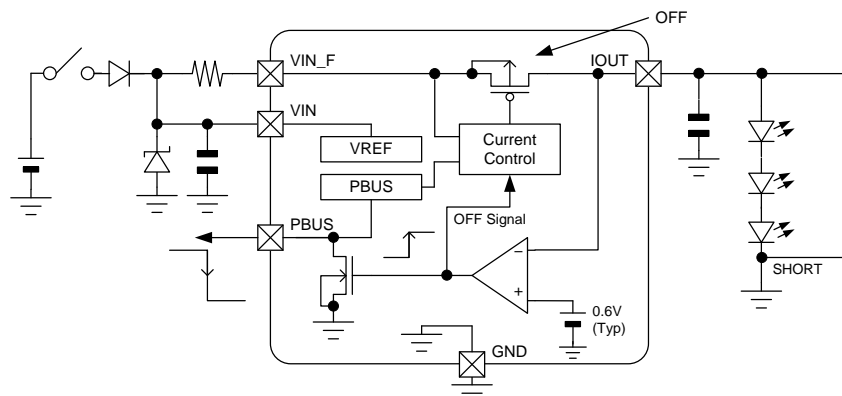 OFF
VIN_F
IOUT
VIN
VREF
Current
Control
PBUS
PBUS
OFF Signal
SHORT
−
+
0.6V
(Typ)
GND